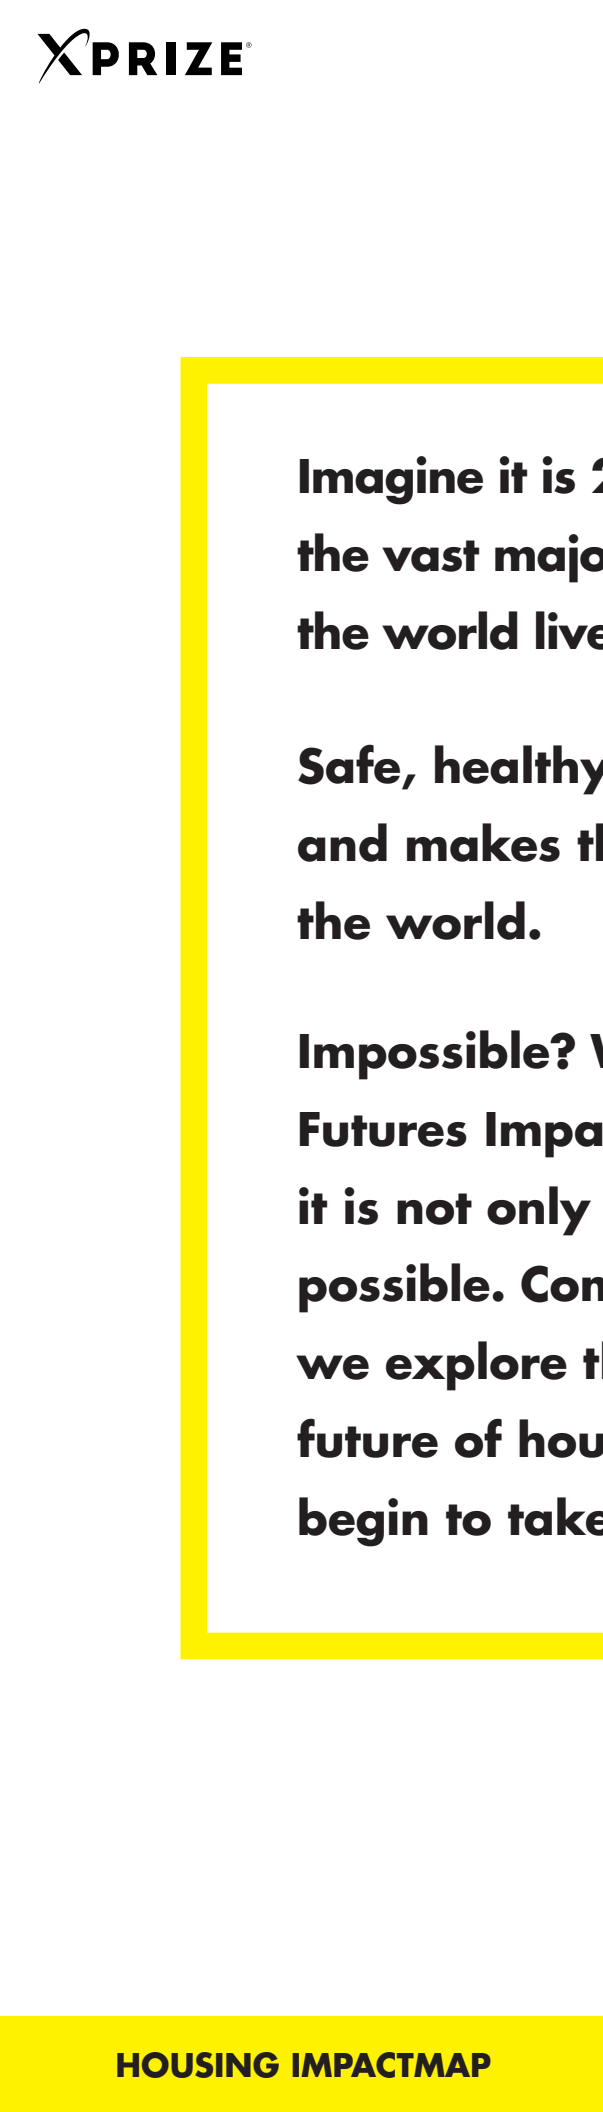 XPRIZE®
Imagine it is
the vast majo
the world live
Safe, healthy
and makes th
the world.
Impossible?
Futures Impa
it is not only
possible. Con
we explore th
future of hou
begin to take
HOUSING IMPACTMAP